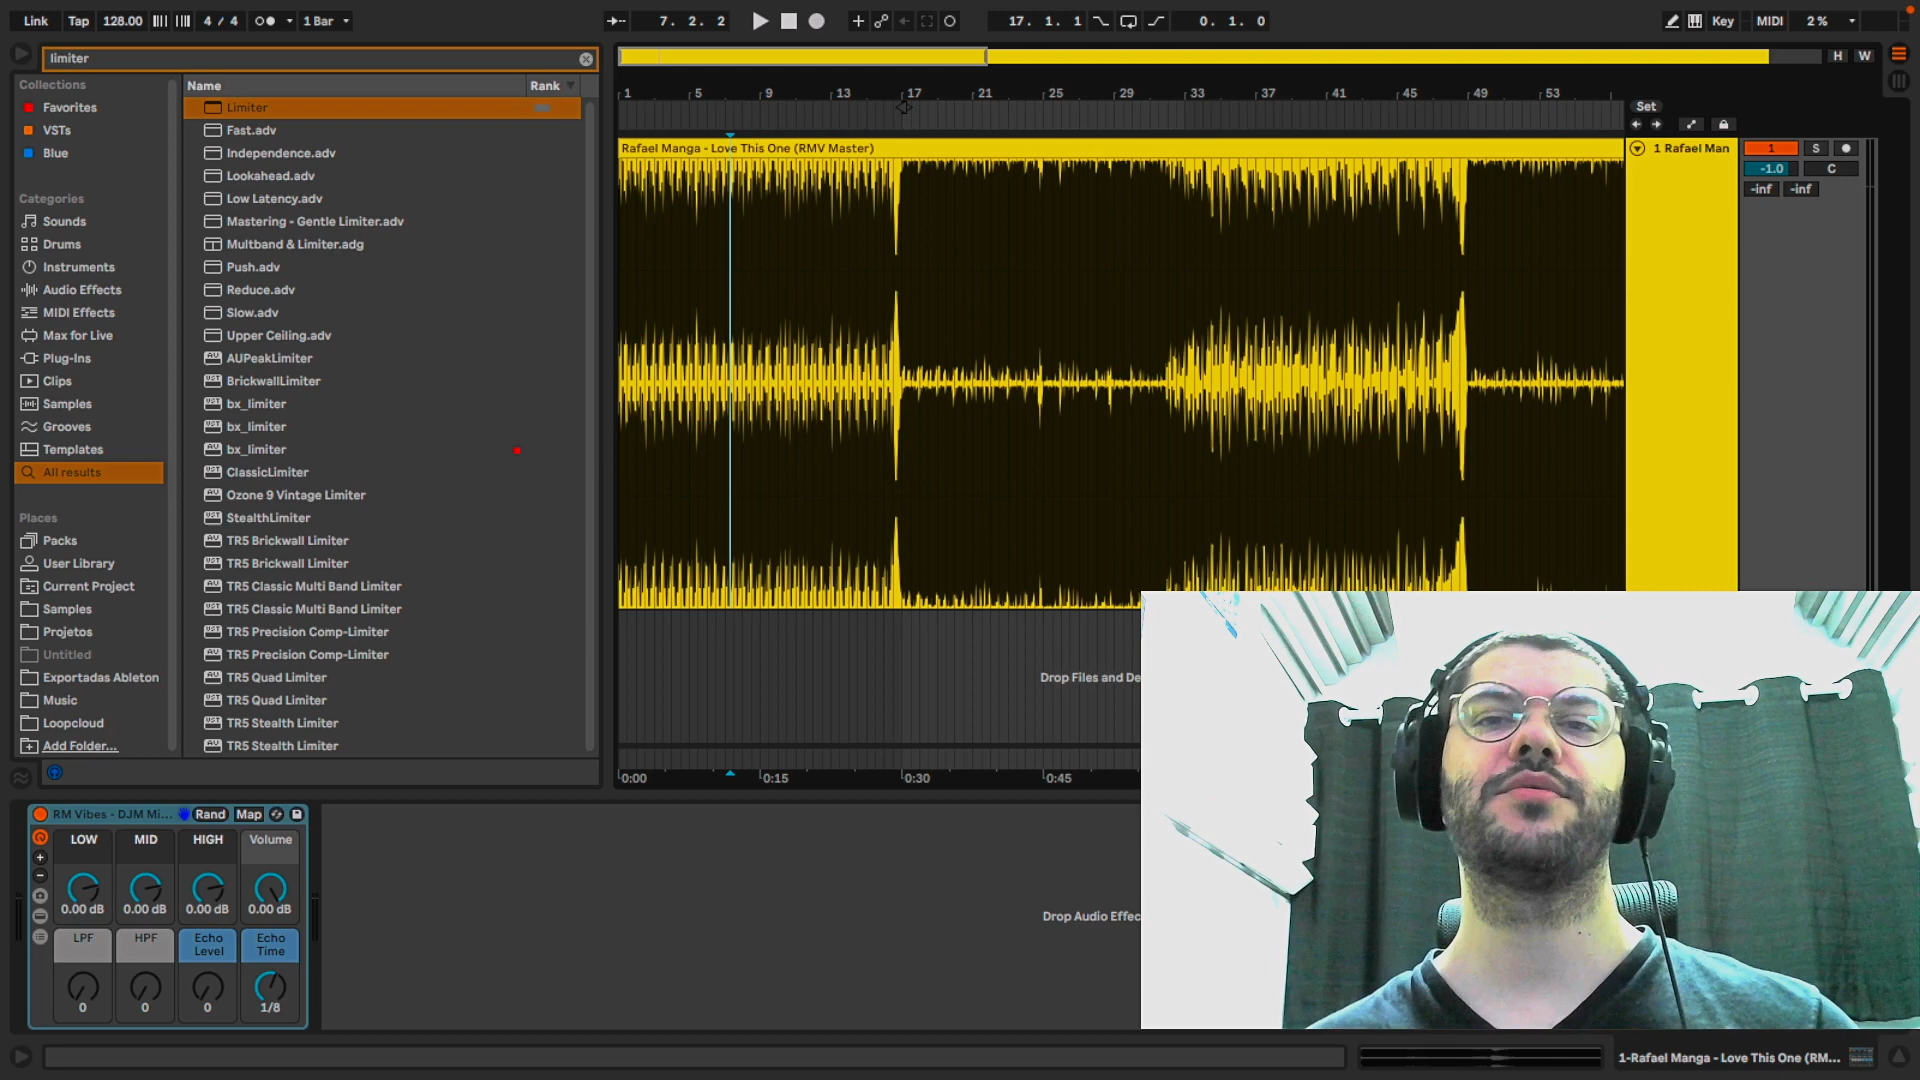 Link Tap 128.00 4 / 4 1 Bar 7. 2. 2 17. 1. 1 0. 1. 0 Key MIDI 2 %
limiter
H W
Collections
Favorites
VSTs
Blue
Categories
Sounds
Drums
Instruments
Audio Effects
MIDI Effects
Max for Live
Plug-Ins
Clips
Samples
Grooves
Templates
All results
Places
Packs
User Library
Current Project
Samples
Projetos
Untitled
Exportadas Ableton
Music
Loopcloud
Add Folder...
Name Rank
Limiter
Fast.adv
Independence.adv
Lookahead.adv
Low Latency.adv
Mastering - Gentle Limiter.adv
Multband & Limiter.adg
Push.adv
Reduce.adv
Slow.adv
Upper Ceiling.adv
AUPeakLimiter
BrickwallLimiter
bx_limiter
bx_limiter
bx_limiter
ClassicLimiter
Ozone 9 Vintage Limiter
StealthLimiter
TR5 Brickwall Limiter
TR5 Brickwall Limiter
TR5 Classic Multi Band Limiter
TR5 Classic Multi Band Limiter
TR5 Precision Comp-Limiter
TR5 Precision Comp-Limiter
TR5 Quad Limiter
TR5 Quad Limiter
TR5 Stealth Limiter
TR5 Stealth Limiter
1 5 9 13 17 21 25 29 33 37 41 45 49 53
Set
Rafael Manga - Love This One (RMV Master)
1 Rafael Man
1 S
-1.0 C
-inf -inf
Drop Files and De
0:00 0:15 0:30 0:45
RM Vibes - DJM Mi... Rand Map
LOW MID HIGH Volume
0.00 dB 0.00 dB 0.00 dB 0.00 dB
LPF HPF Echo Level Echo Time
0 0 0 1/8
Drop Audio Effec
1-Rafael Manga - Love This One (RM...